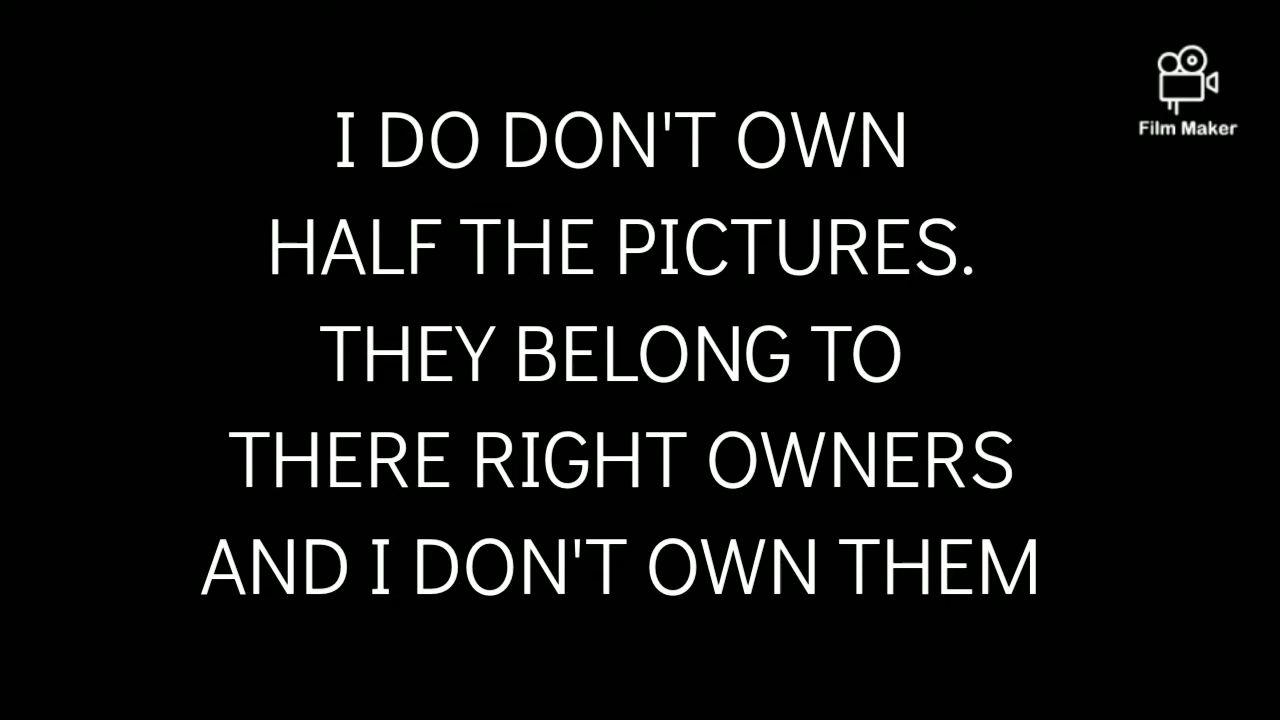 Film Maker
I DO DON'T OWN
HALF THE PICTURES.
THEY BELONG TO
THERE RIGHT OWNERS
AND I DON'T OWN THEM